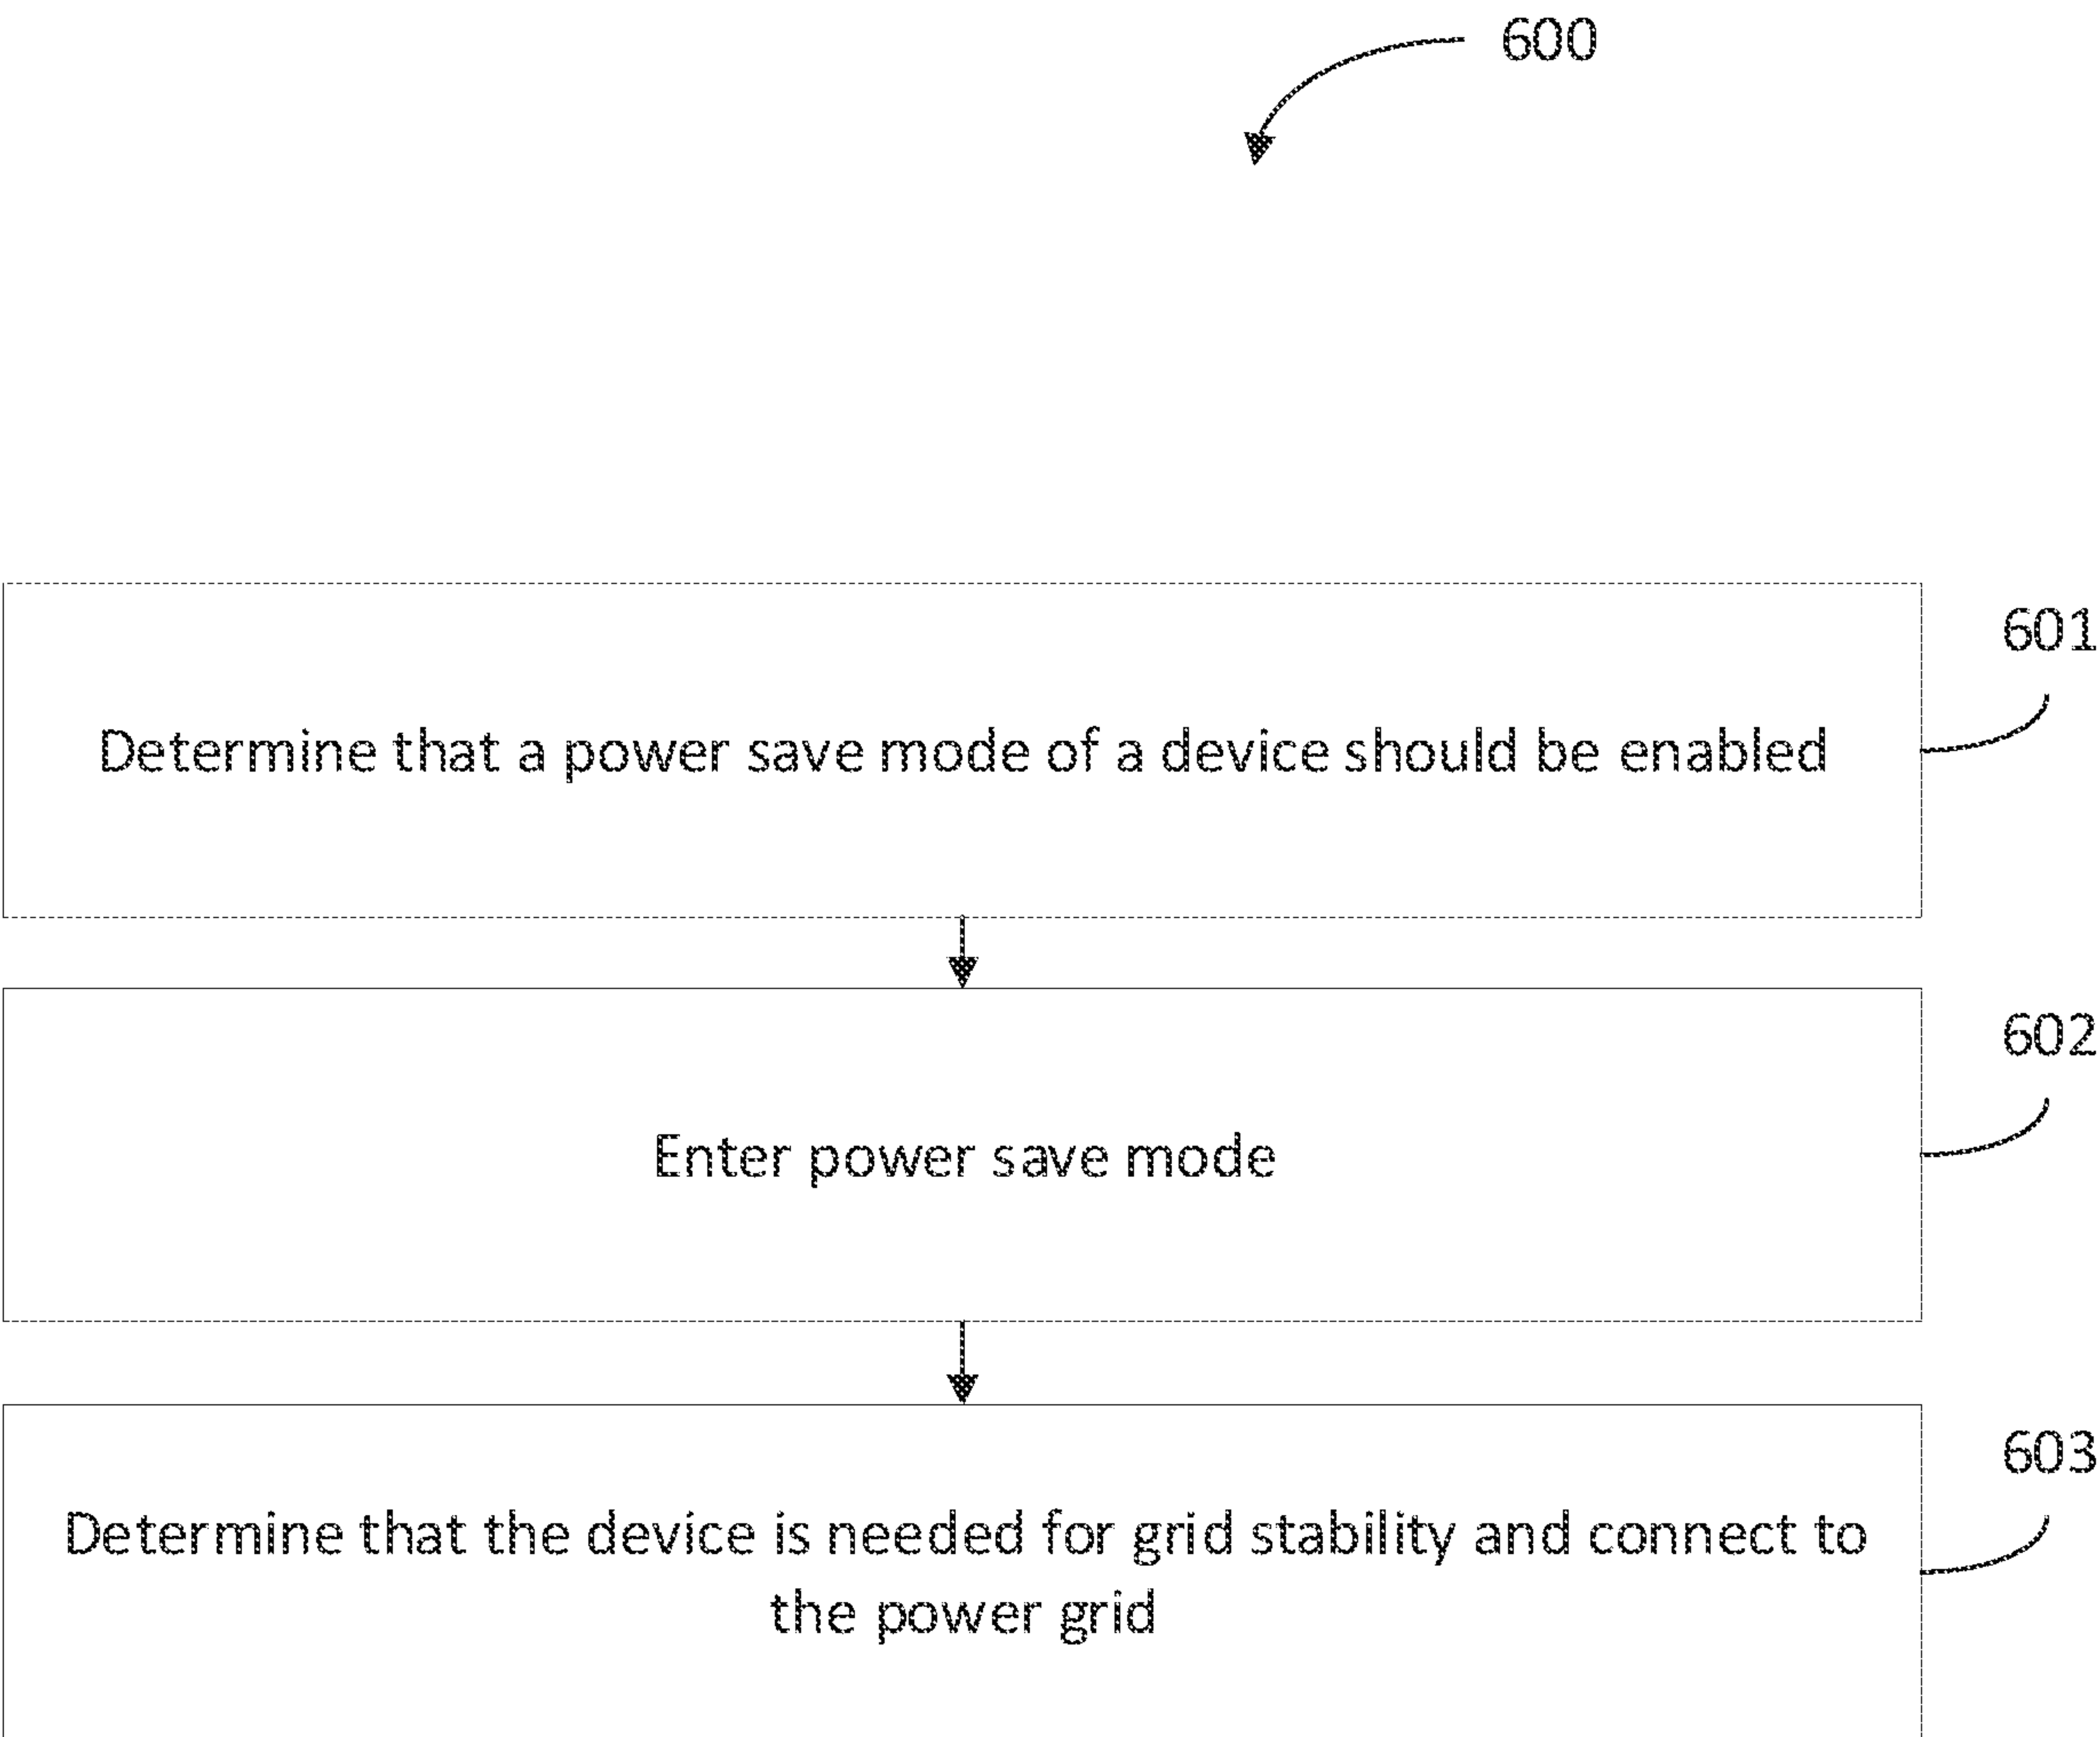 600
601
Determine that a power save mode of a device should be enabled
602
Enter power save mode
603
Determine that the device is needed for grid stability and connect to
the power grid